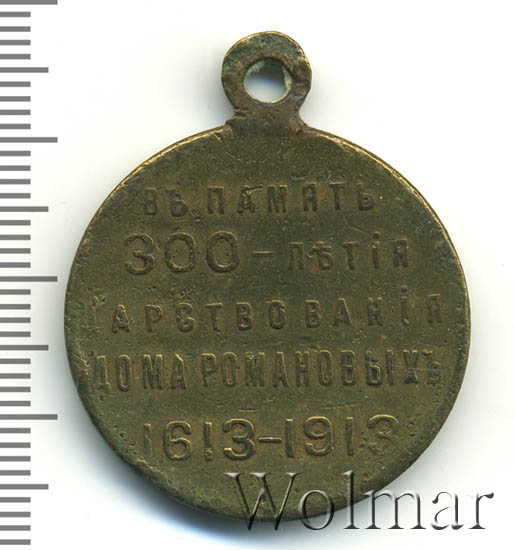 ВЪ ПАМЯТЬ
300-ЛѢТІЯ
ЦАРСТВОВАНІЯ
ДОМА РОМАНОВЫХЪ
1613-1913
Wolmar